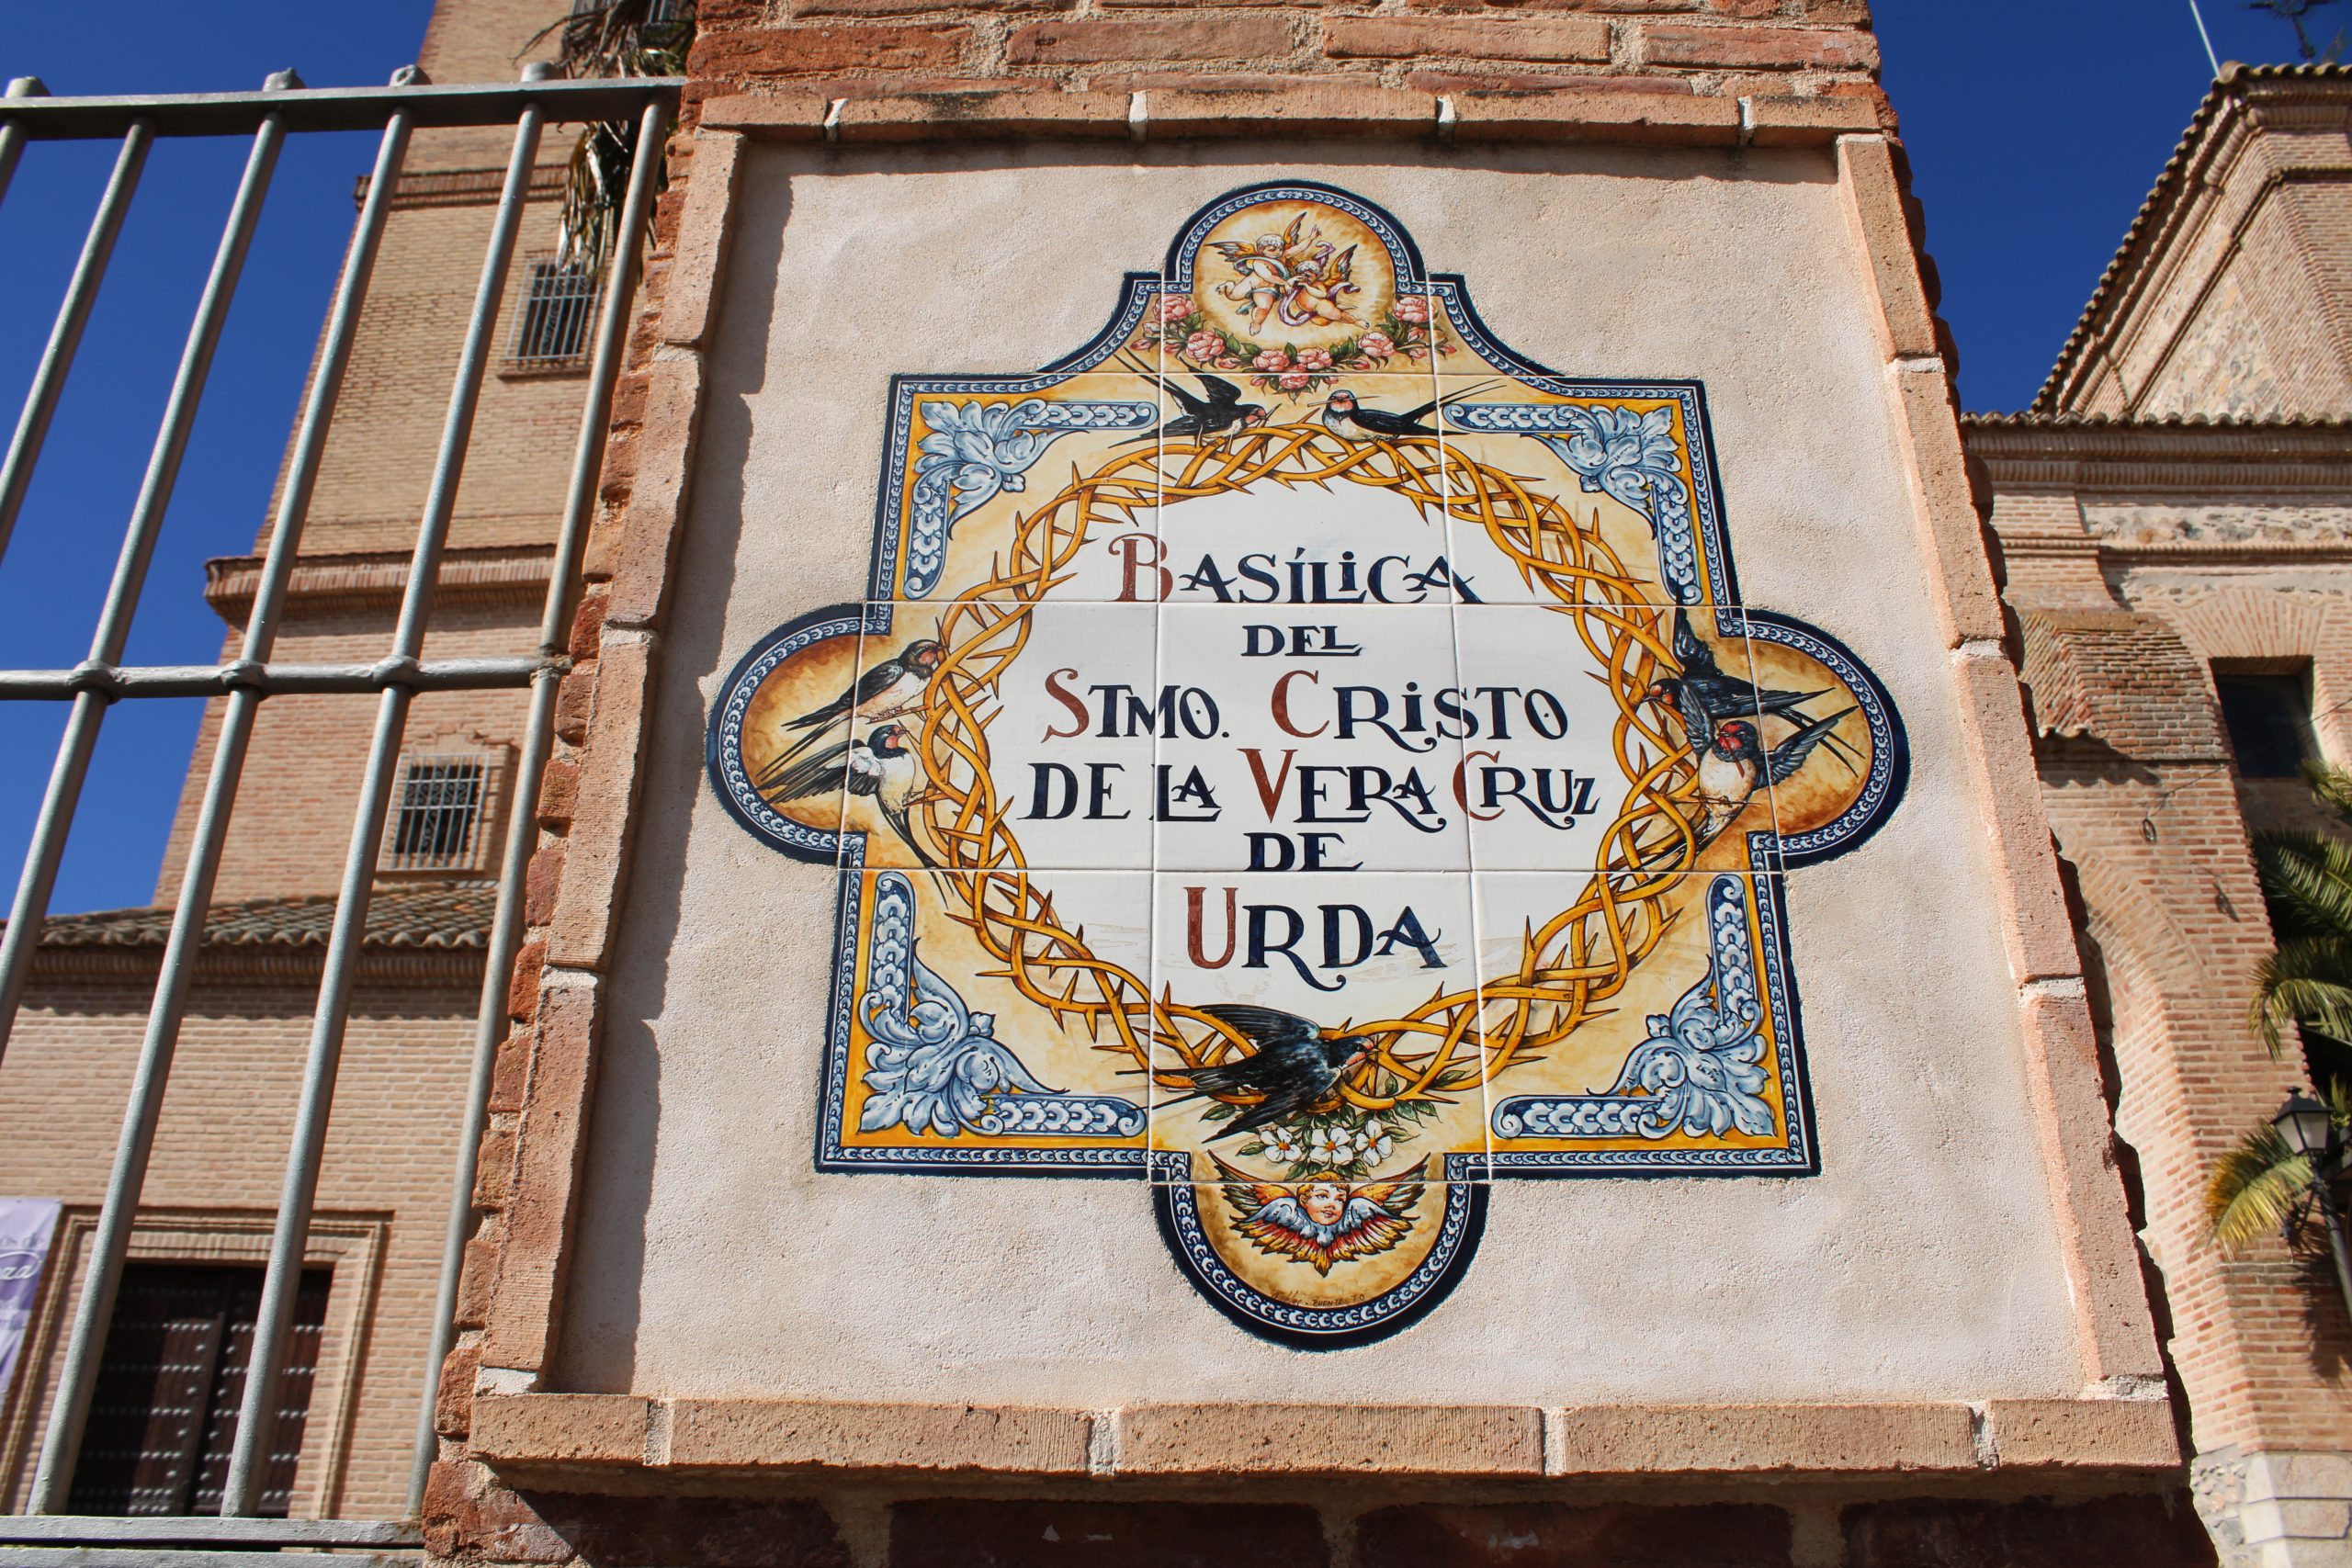 BASÍLICA
DEL
STMO. CRISTO
DE LA VERA CRUZ
DE
URDA